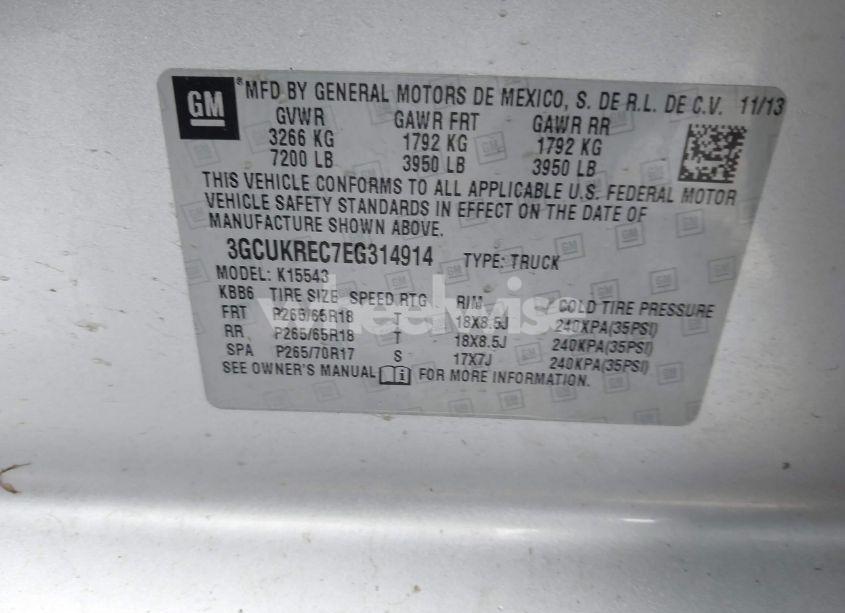 GM ® MFD BY GENERAL MOTORS DE MEXICO, S. DE R.L. DE C.V. 11/13
GVWR GAWR FRT GAWR RR
3266 KG 1792 KG 1792 KG
7200 LB 3950 LB 3950 LB
THIS VEHICLE CONFORMS TO ALL APPLICABLE U.S. FEDERAL MOTOR
VEHICLE SAFETY STANDARDS IN EFFECT ON THE DATE OF
MANUFACTURE SHOWN ABOVE.
3GCUKREC7EG314914 TYPE: TRUCK
MODEL: K15543
KBB6 TIRE SIZE SPEED RTG RIM COLD TIRE PRESSURE
FRT P265/65R18 T 18X8.5J 240KPA(35PSI)
RR P265/65R18 T 18X8.5J 240KPA(35PSI)
SPA P265/70R17 S 17X7J 240KPA(35PSI)
SEE OWNER'S MANUAL FOR MORE INFORMATION.
wheelwise